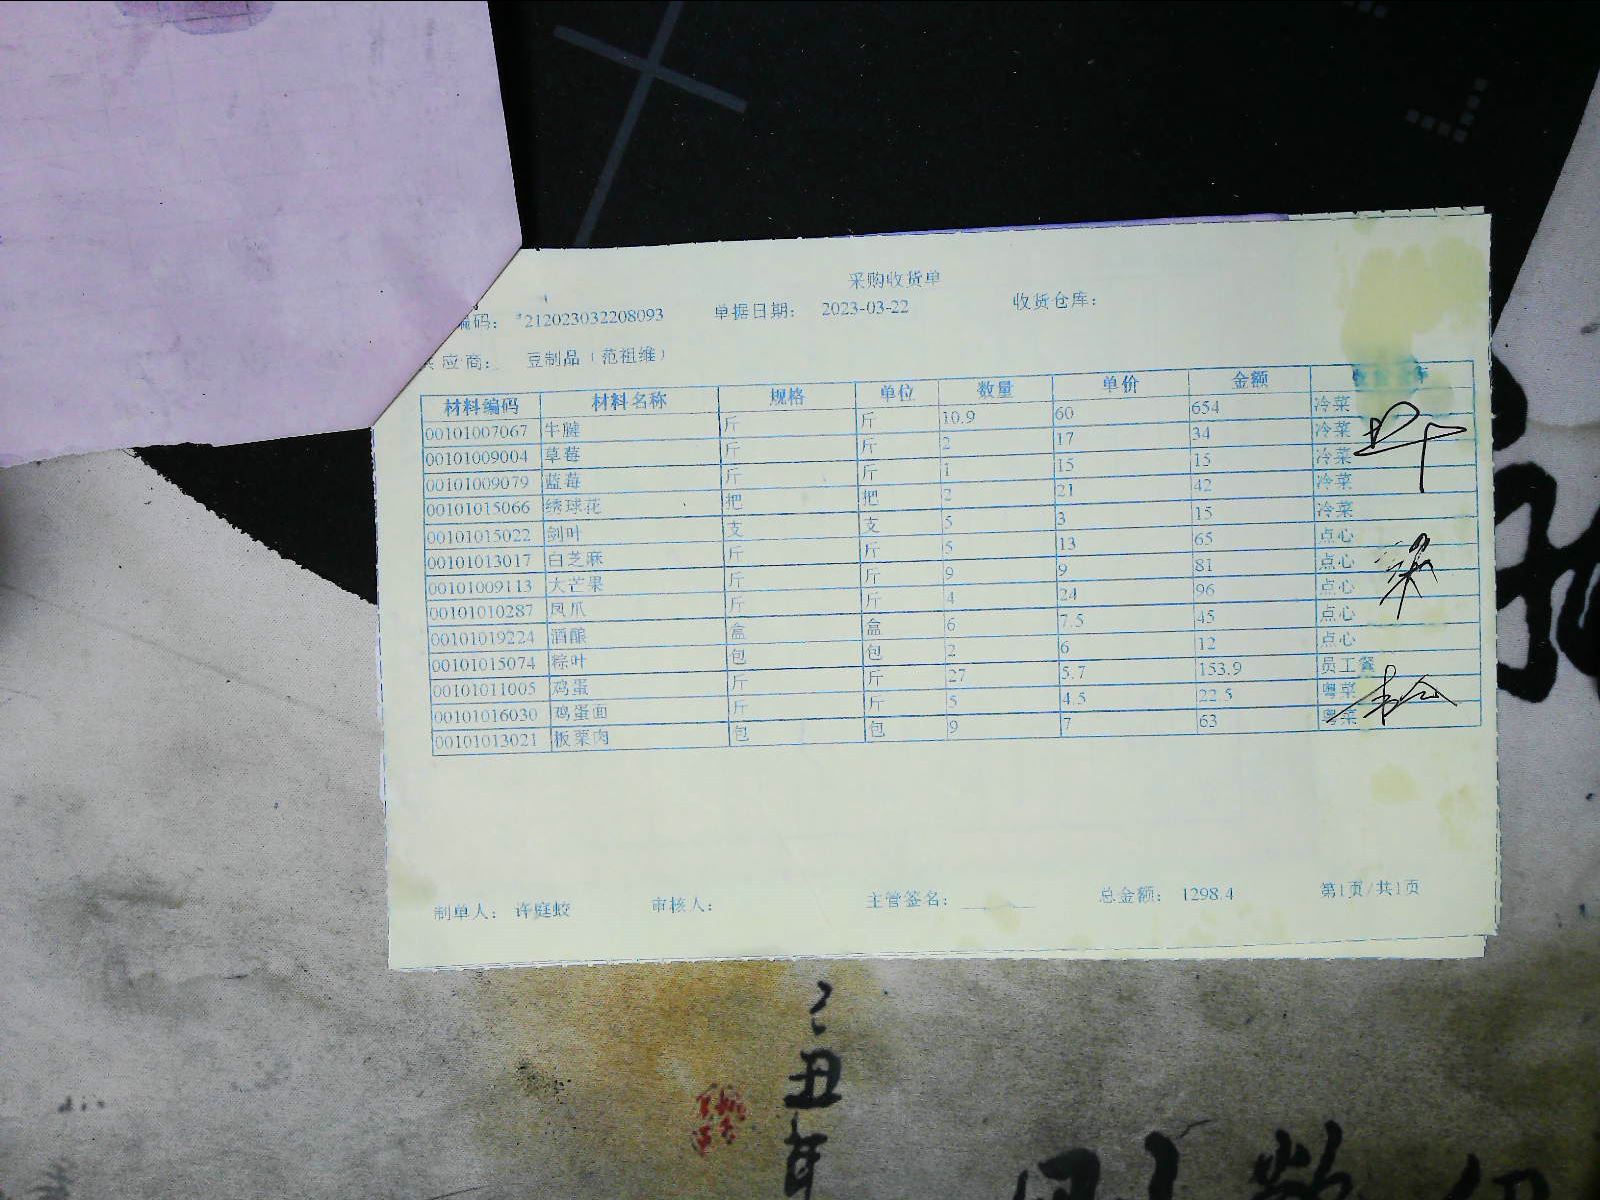 采购收货单
编码： 212023032208093 单据日期： 2023-03-22 收货仓库：
应商： 豆制品（范祖维）
材料编码 材料名称 规格 单位 数量 单价 金额
00101007067 牛腱 斤 斤 10.9 60 654 冷菜
00101009004 草莓 斤 斤 2 17 34 冷菜
00101009079 蓝莓 斤 斤 1 15 15 冷菜
00101015066 绣球花 把 把 2 21 42 冷菜
00101015022 剑叶 支 支 5 3 15 冷菜
00101013017 白芝麻 斤 斤 5 13 65 点心
00101009113 大芒果 斤 斤 9 9 81 点心
00101010287 凤爪 斤 斤 4 24 96 点心
00101019224 酒酿 盒 盒 6 7.5 45 点心
00101015074 粽叶 包 包 2 6 12 点心
00101011005 鸡蛋 斤 斤 27 5.7 153.9 员工餐
00101016030 鸡蛋面 斤 斤 5 4.5 22.5 粤菜
00101013021 板栗肉 包 包 9 7 63 粤菜
制单人： 许庭蛟 审核人： 主管签名： 总金额： 1298.4 第1页/共1页
丑年